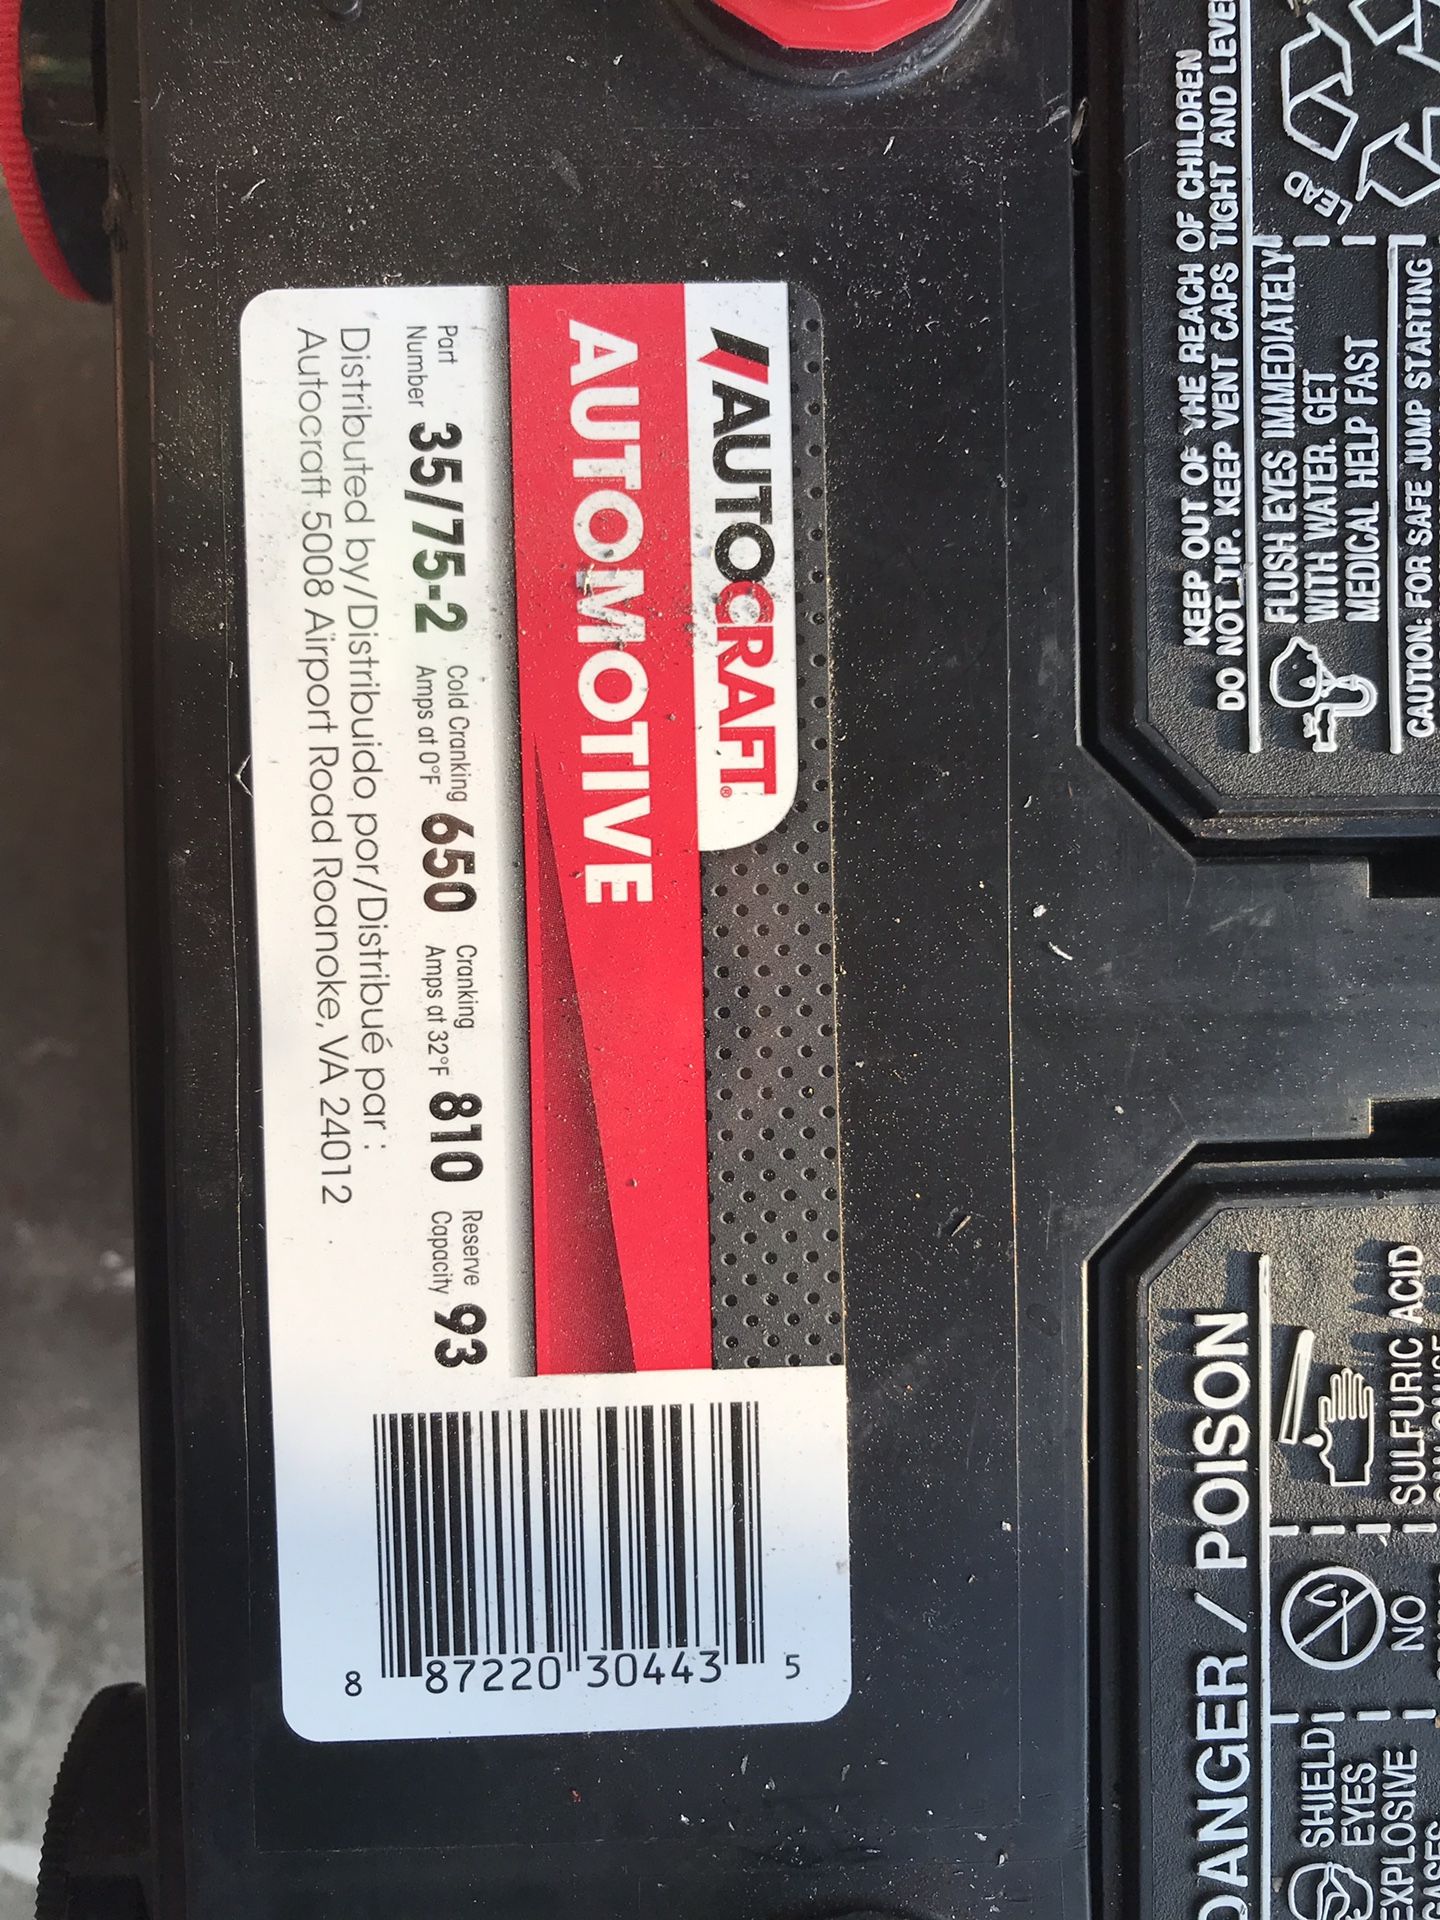 AUTOCRAFT®
AUTOMOTIVE
Part Number 35/75-2 Cold Cranking Amps at 0°F 650 Cranking Amps at 32°F 810 Reserve Capacity 93
Distributed by/Distribuido por/Distribué par :
Autocraft 5008 Airport Road Roanoke, VA 24012
8 87220 30443 5
KEEP OUT OF THE REACH OF CHILDREN
DO NOT TIP. KEEP VENT CAPS TIGHT AND LEVE
FLUSH EYES IMMEDIATELY
WITH WATER. GET
MEDICAL HELP FAST
CAUTION: FOR SAFE JUMP STARTING
LEAD
DANGER / POISON
SHIELD
EYES
EXPLOSIVE
GASES
NO
SULFURIC ACID